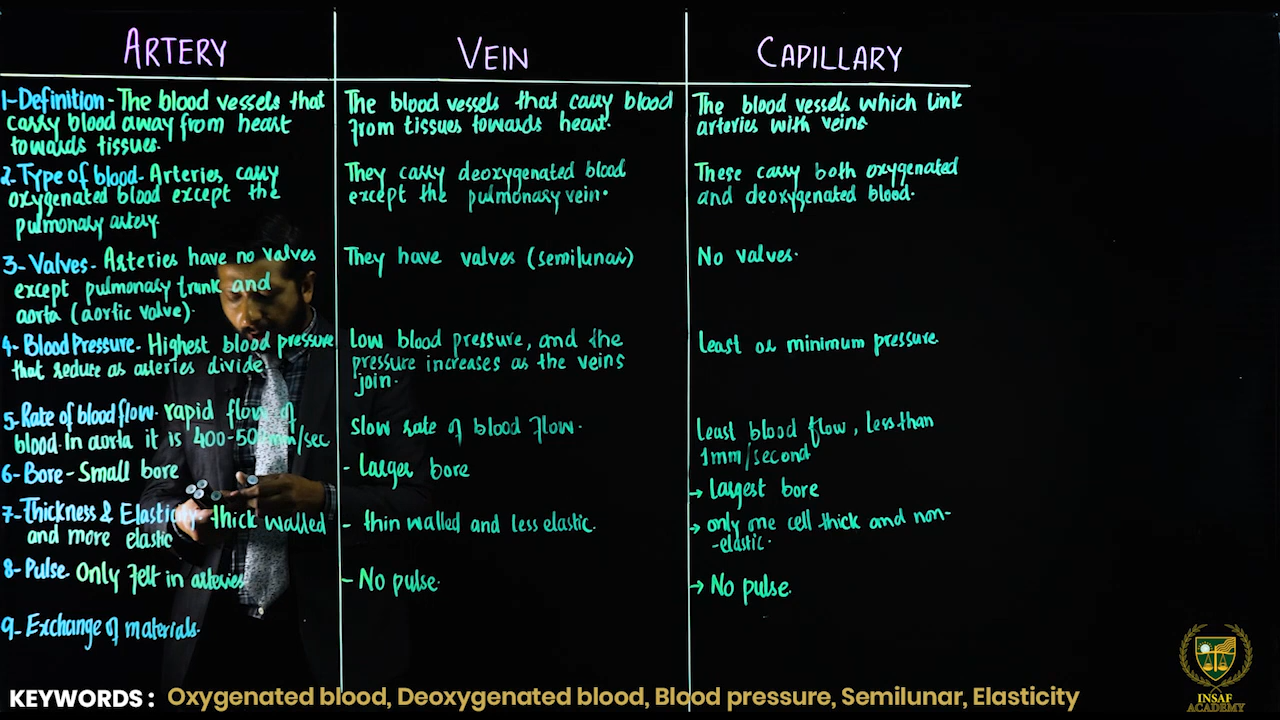 ARTERY
VEIN
CAPILLARY
1-Definition- The blood vessels that
carry blood away from heart
towards tissues.
The blood vessels that carry blood
from tissues towards heart.
The blood vessels which link
arteries with veins
2-Type of blood- Arteries carry
oxygenated blood except the
pulmonary artery.
They carry deoxygenated blood
except the pulmonary vein.
These carry both oxygenated
and deoxygenated blood.
3- Valves- Arteries have no valves
except pulmonary trunk and
aorta (aortic valve).
They have valves (semilunar)
No valves.
4- Blood Pressure- Highest blood pressure
that reduce as arteries divide
Low blood pressure, and the
pressure increases as the veins
join.
Least or minimum pressure.
5-Rate of blood flow. rapid flow of
blood. In aorta it is 400-500mm/sec
Slow rate of blood flow.
Least blood flow, less than
1mm/second
6- Bore- Small bore
- Larger bore
→ Largest bore
7-Thickness & Elasticity- thick walled
and more elastic
- thin walled and less elastic.
→ only one cell thick and non-
-elastic.
8-Pulse. Only felt in arteries
- No pulse.
→ No pulse.
9- Exchange of materials.
KEYWORDS : Oxygenated blood, Deoxygenated blood, Blood pressure, Semilunar, Elasticity
INSAF
ACADEMY